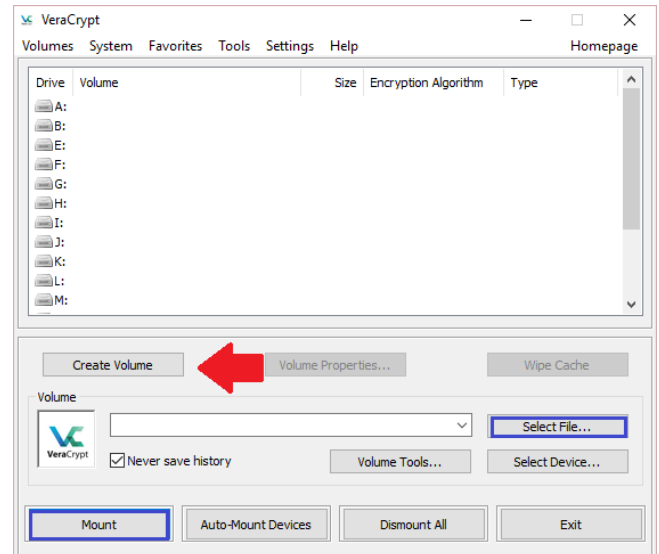 VeraCrypt
Volumes System Favorites Tools Settings Help Homepage
Drive Volume Size Encryption Algorithm Type
A:
B:
E:
F:
G:
H:
I:
J:
K:
L:
M:
Create Volume Volume Properties... Wipe Cache
Volume
Select File...
VeraCrypt
Never save history Volume Tools... Select Device...
Mount Auto-Mount Devices Dismount All Exit